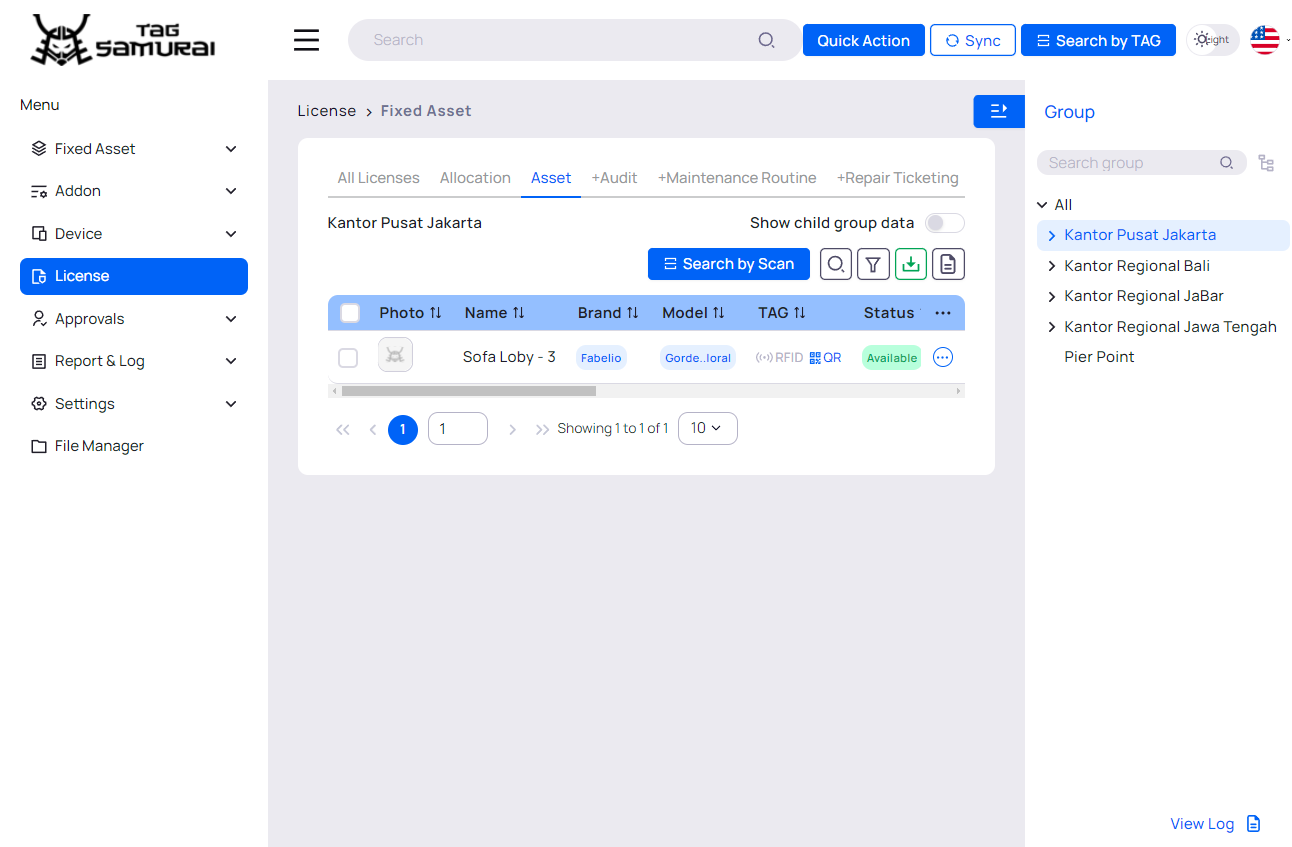 TAG SAMURAI
Search
Quick Action
Sync
Search by TAG
ight
Menu
Fixed Asset
Addon
Device
License
Approvals
Report & Log
Settings
File Manager
License > Fixed Asset
All Licenses Allocation Asset +Audit +Maintenance Routine +Repair Ticketing
Kantor Pusat Jakarta
Show child group data
Search by Scan
Photo Name Brand Model TAG Status
Sofa Loby - 3 Fabelio Gorde..loral RFID QR Available
1 1 Showing 1 to 1 of 1 10
Group
Search group
All
Kantor Pusat Jakarta
Kantor Regional Bali
Kantor Regional JaBar
Kantor Regional Jawa Tengah
Pier Point
View Log